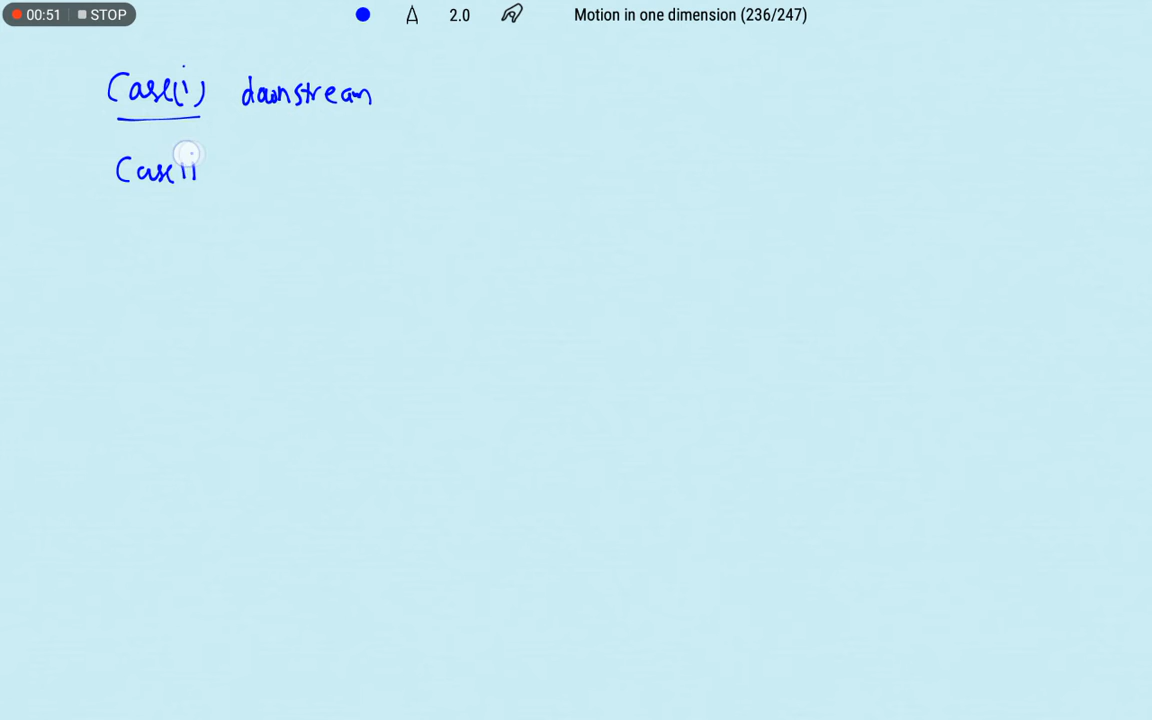 00:51 STOP 2.0 Motion in one dimension (236/247)
Case(i) downstream
Case ii